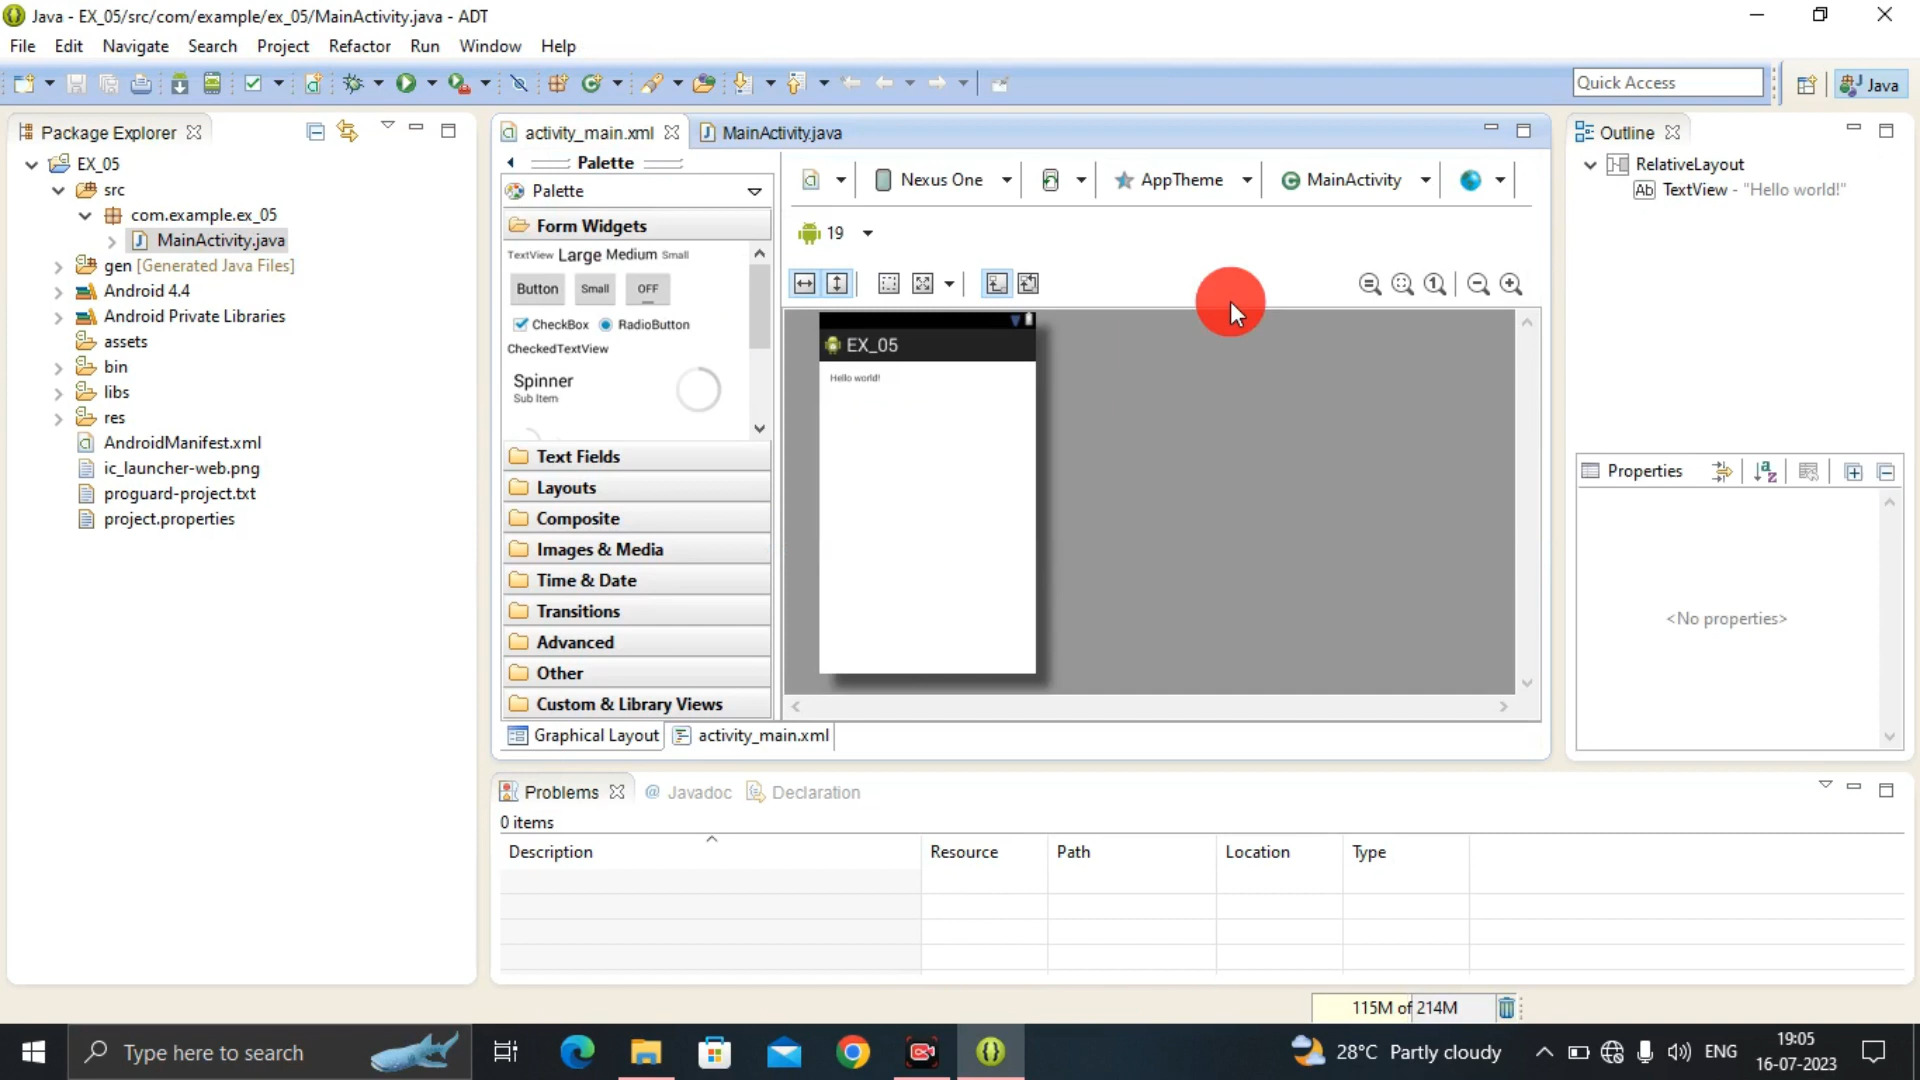 Java - EX_05/src/com/example/ex_05/MainActivity.java - ADT
File Edit Navigate Search Project Refactor Run Window Help
Quick Access
Java
Package Explorer
EX_05
src
com.example.ex_05
MainActivity.java
gen [Generated Java Files]
Android 4.4
Android Private Libraries
assets
bin
libs
res
AndroidManifest.xml
ic_launcher-web.png
proguard-project.txt
project.properties
activity_main.xml
MainActivity.java
Palette
Palette
Form Widgets
TextView Large Medium Small
Button Small OFF
CheckBox RadioButton
CheckedTextView
Spinner
Sub Item
Text Fields
Layouts
Composite
Images & Media
Time & Date
Transitions
Advanced
Other
Custom & Library Views
Nexus One
AppTheme
MainActivity
19
EX_05
Hello world!
Graphical Layout
activity_main.xml
Outline
RelativeLayout
Ab TextView - "Hello world!"
Properties
<No properties>
Problems
@ Javadoc
Declaration
0 items
Description Resource Path Location Type
115M of 214M
Type here to search
28°C Partly cloudy
ENG
19:05
16-07-2023